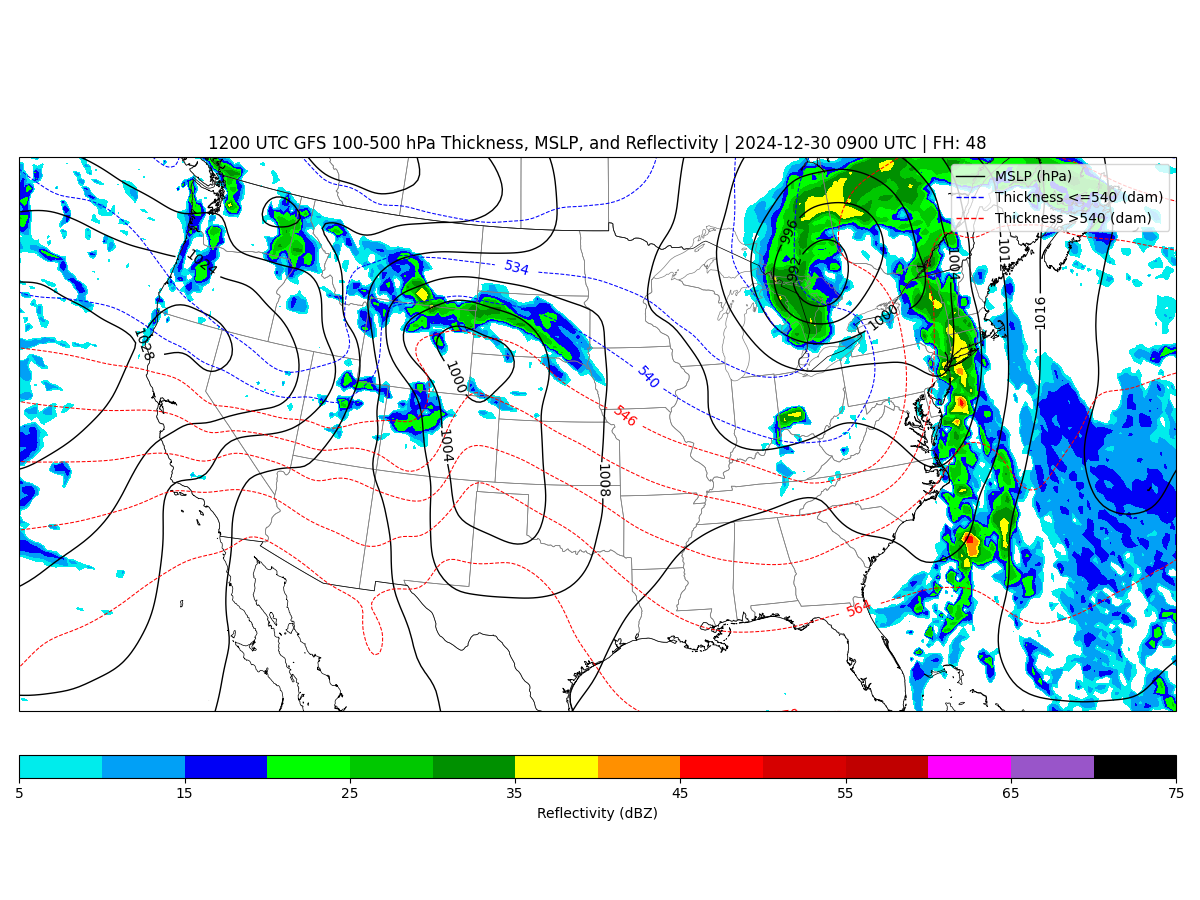 1200 UTC GFS 100-500 hPa Thickness, MSLP, and Reflectivity | 2024-12-30 0900 UTC | FH: 48
MSLP (hPa)
Thickness <=540 (dam)
Thickness >540 (dam)
996
992
1000
1000
1016
534
540
546
564
1028
1000
1004
1008
5 15 25 35 45 55 65 75
Reflectivity (dBZ)